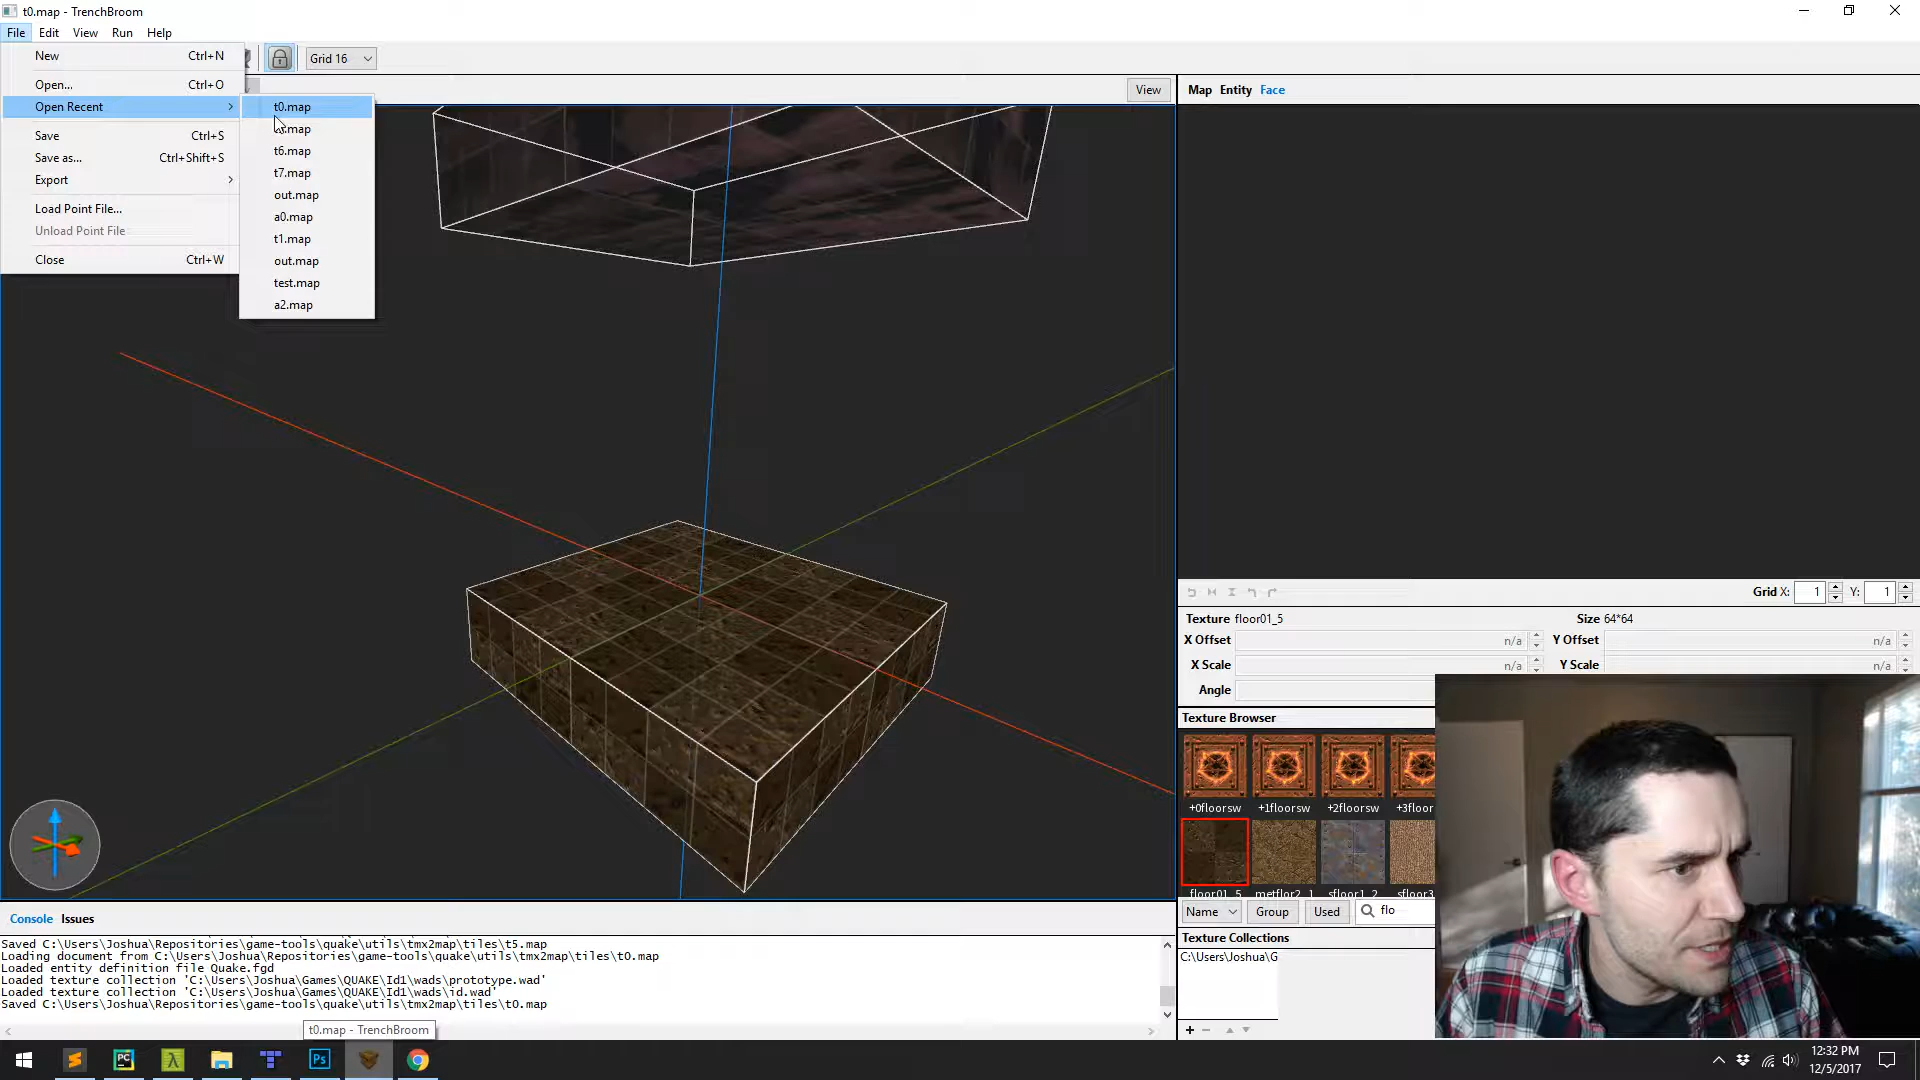 t0.map - TrenchBroom
File Edit View Run Help
New Ctrl+N
Open... Ctrl+O
Open Recent
Save Ctrl+S
Save as... Ctrl+Shift+S
Export
Load Point File...
Unload Point File
Close Ctrl+W
t0.map
.map
t6.map
t7.map
out.map
a0.map
t1.map
out.map
test.map
a2.map
Grid 16
View
Map Entity Face
Grid X: 1 Y: 1
Texture floor01_5 Size 64*64
X Offset n/a Y Offset n/a
X Scale n/a Y Scale n/a
Angle
Texture Browser
+0floorsw +1floorsw +2floorsw +3floor
floor01_5 metflor2_1 sfloor1_2 sfloor3
Name Group Used flo
Texture Collections
C:\Users\Joshua\G
Console Issues
Saved C:\Users\Joshua\Repositories\game-tools\quake\utils\tmx2map\tiles\t5.map
Loading document from C:\Users\Joshua\Repositories\game-tools\quake\utils\tmx2map\tiles\t0.map
Loaded entity definition file Quake.fgd
Loaded texture collection 'C:\Users\Joshua\Games\QUAKE\Id1\wads\prototype.wad'
Loaded texture collection 'C:\Users\Joshua\Games\QUAKE\Id1\wads\id.wad'
Saved C:\Users\Joshua\Repositories\game-tools\quake\utils\tmx2map\tiles\t0.map
t0.map - TrenchBroom
PC
λ
Ps
12:32 PM
12/5/2017